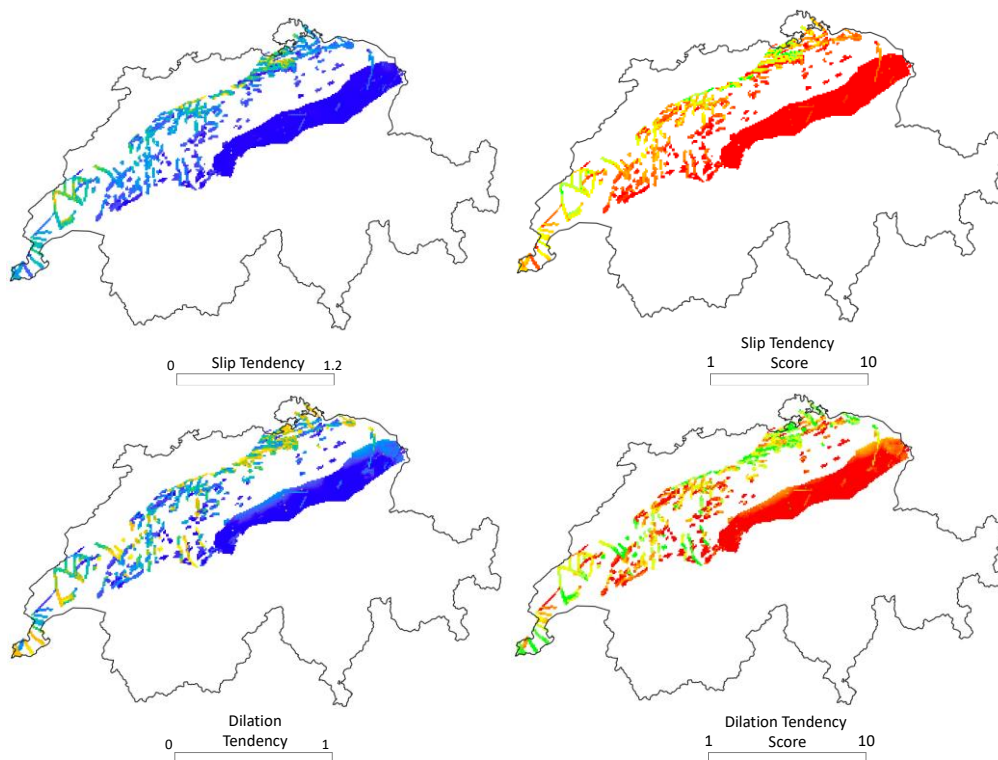 0 Slip Tendency 1.2
Slip Tendency
1 Score 10
Dilation
0 Tendency 1
Dilation Tendency
1 Score 10